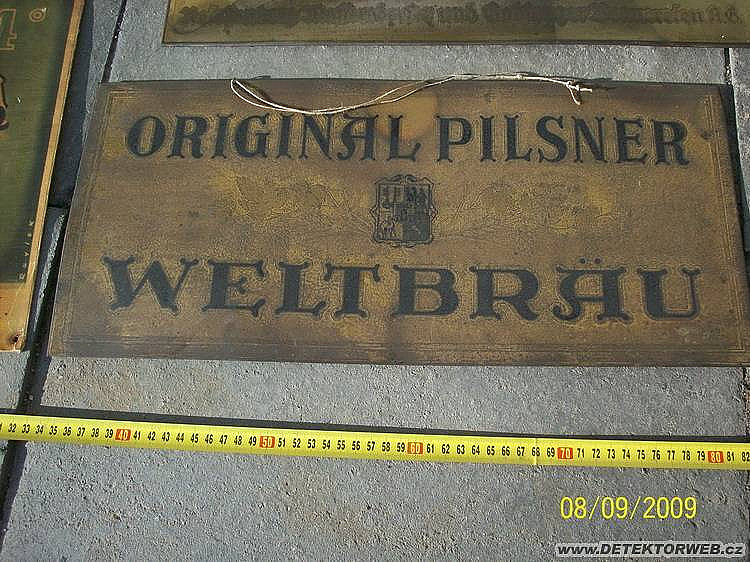 und
A.G.
4°
ORIGINAL PILSNER
WELTBRÄU
32 33 34 35 36 37 38 39 40 41 42 43 44 45 46 47 48 49 50 51 52 53 54 55 56 57 58 59 60 61 62 63 64 65 66 67 68 69 70 71 72 73 74 75 76 77 78 79 80 81 82
08/09/2009
www.DETEKTORWEB.cz